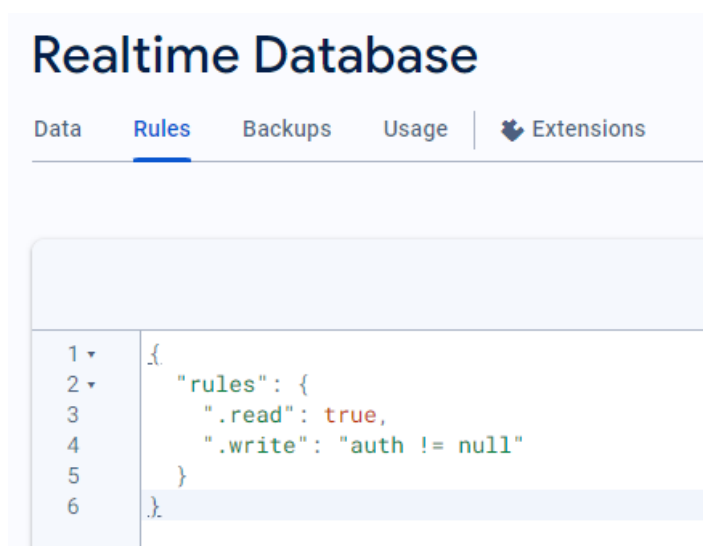 Realtime Database
Data Rules Backups Usage Extensions
1 {
2 "rules": {
3 ".read": true,
4 ".write": "auth != null"
5 }
6 }